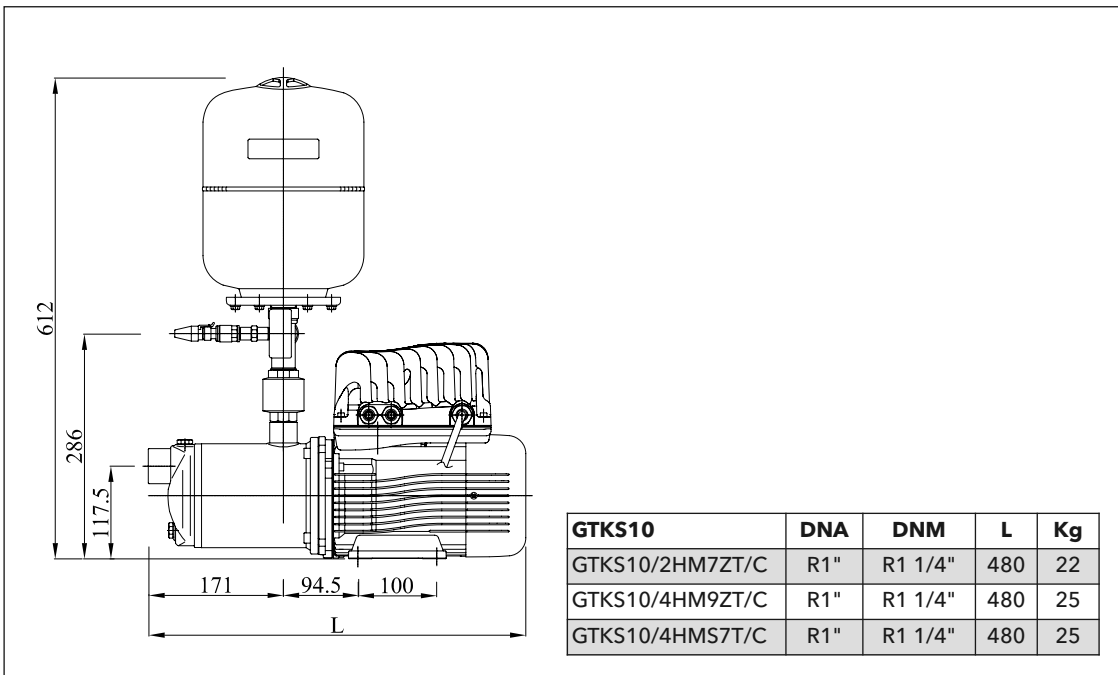 612
286
117.5
171
94.5
100
L
GTKS10 DNA DNM L Kg
GTKS10/2HM7ZT/C R1" R1 1/4" 480 22
GTKS10/4HM9ZT/C R1" R1 1/4" 480 25
GTKS10/4HMS7T/C R1" R1 1/4" 480 25